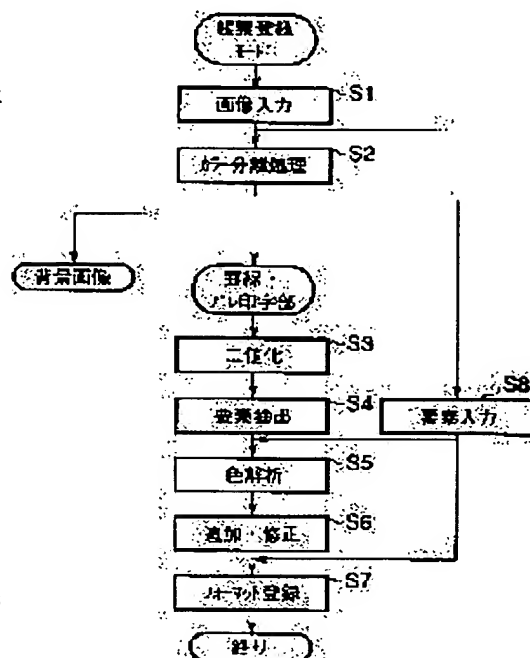 帳票登録
モード
画像入力
S1
カラー分離処理
S2
背景画像
罫線・
プレ印字部
二値化
S3
要素抽出
S4
要素入力
S8
色解析
S5
追加・修正
S6
フォーマット登録
S7
終り